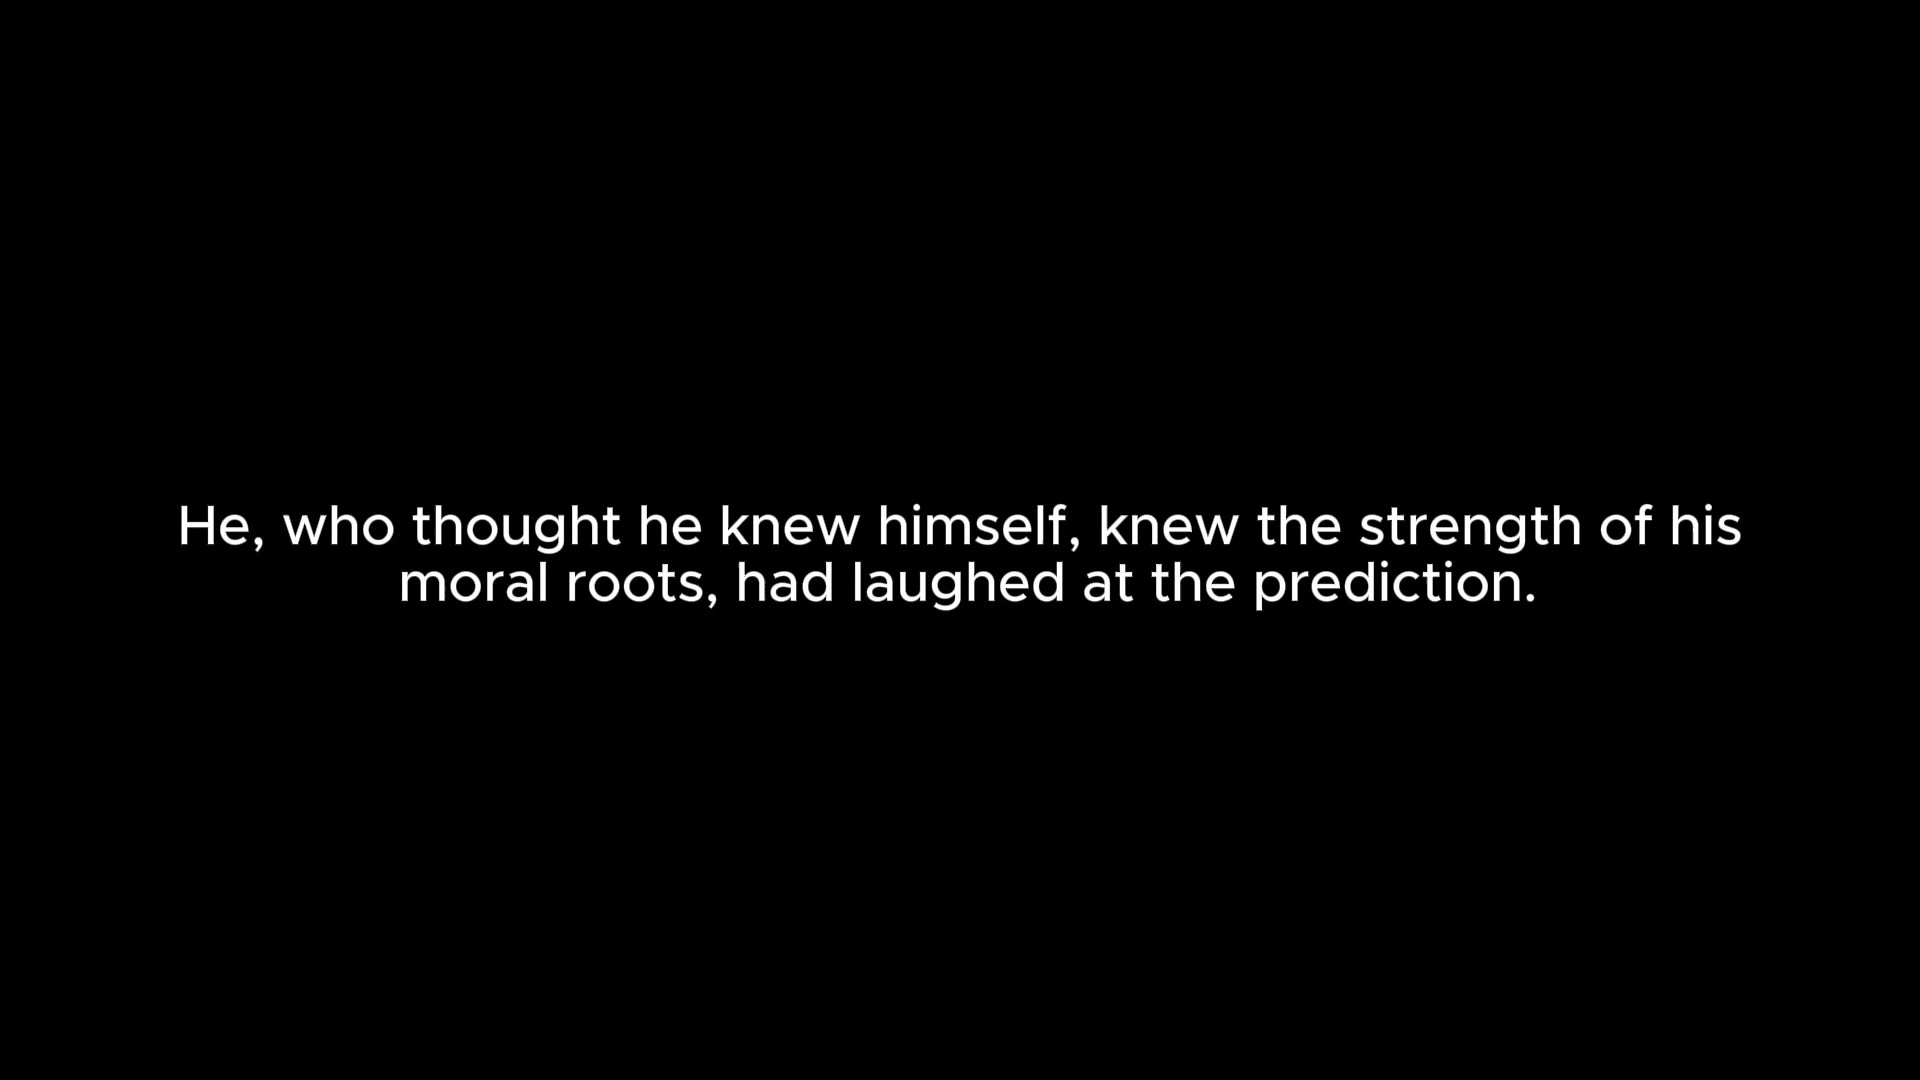 He, who thought he knew himself, knew the strength of his
moral roots, had laughed at the prediction.